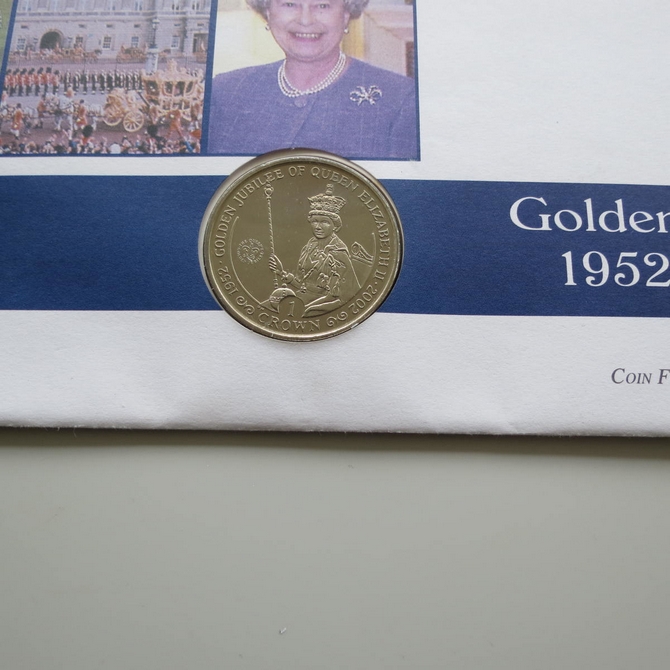 1952 · GOLDEN JUBILEE OF QUEEN ELIZABETH II · 2002
1
CROWN
Golden
1952
COIN F